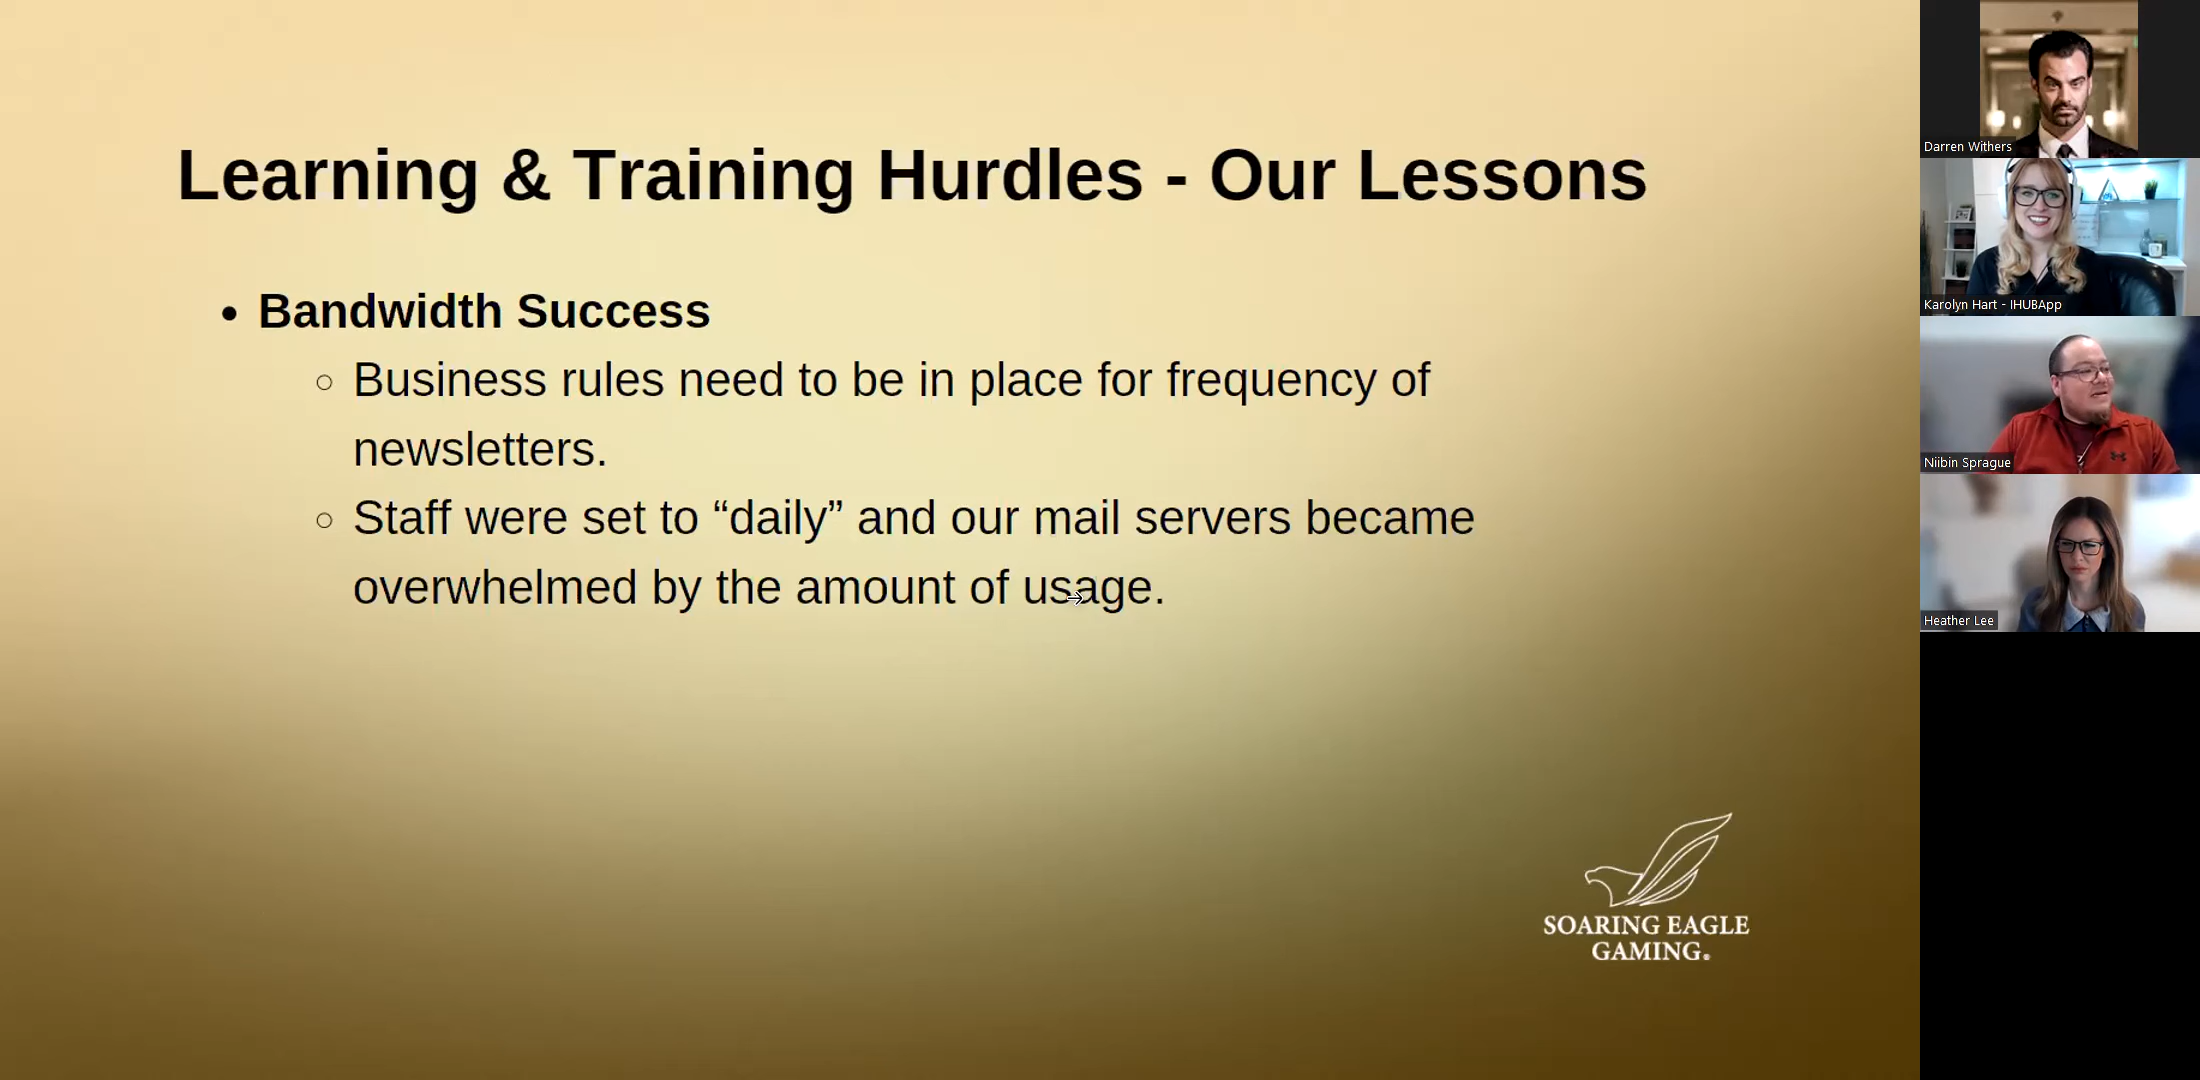 Learning & Training Hurdles - Our Lessons
• Bandwidth Success
○ Business rules need to be in place for frequency of
newsletters.
○ Staff were set to “daily” and our mail servers became
overwhelmed by the amount of usage.
SOARING EAGLE
GAMING®
Darren Withers
Karolyn Hart - IHUBApp
Niibin Sprague
Heather Lee